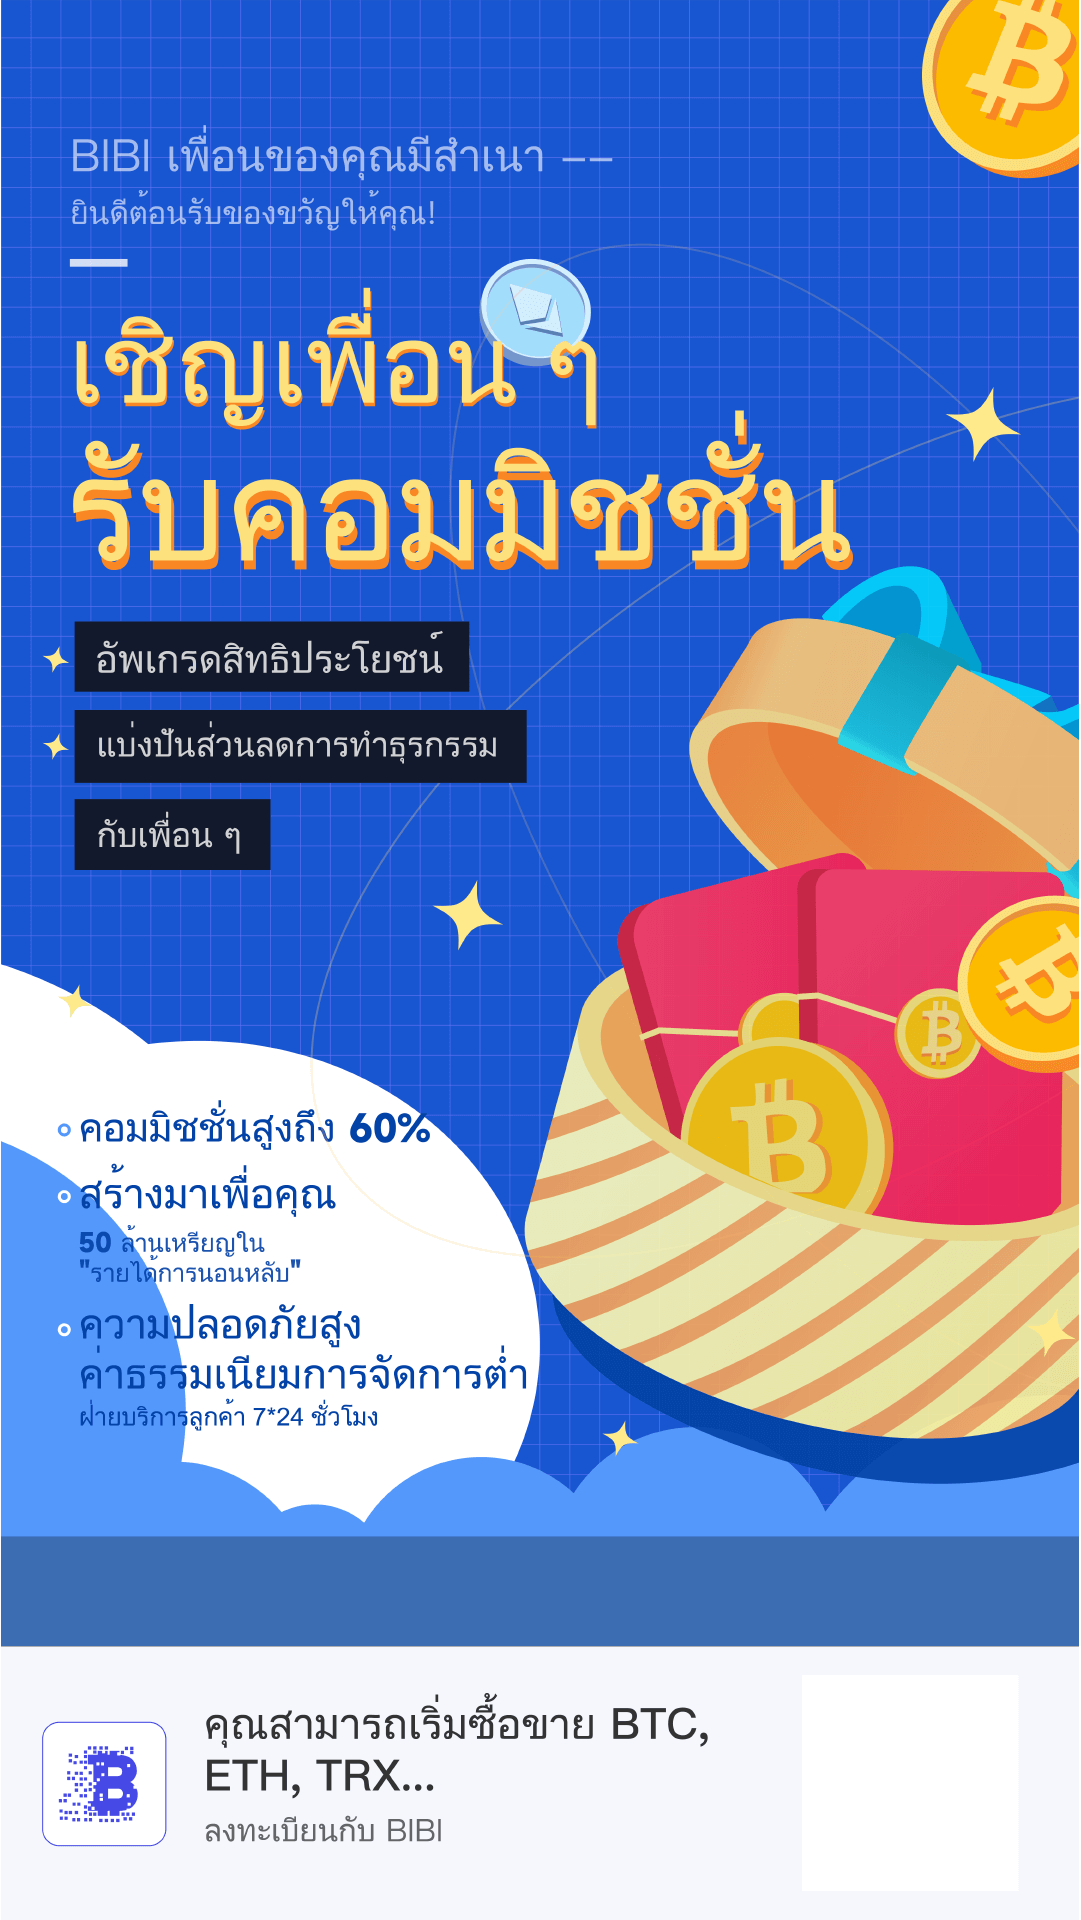 BIBI เพื่อนของคุณมีสำเนา ––
ยินดีต้อนรับของขวัญให้คุณ!
เชิญเพื่อน ๆ
รับคอมมิชชั่น
อัพเกรดสิทธิประโยชน์
แบ่งปันส่วนลดการทำธุรกรรม
กับเพื่อน ๆ
คอมมิชชั่นสูงถึง 60%
สร้างมาเพื่อคุณ
50 ล้านเหรียญใน
"รายได้การนอนหลับ"
ความปลอดภัยสูง
ค่าธรรมเนียมการจัดการต่ำ
ฝ่ายบริการลูกค้า 7*24 ชั่วโมง
คุณสามารถเริ่มซื้อขาย BTC,
ETH, TRX...
ลงทะเบียนกับ BIBI